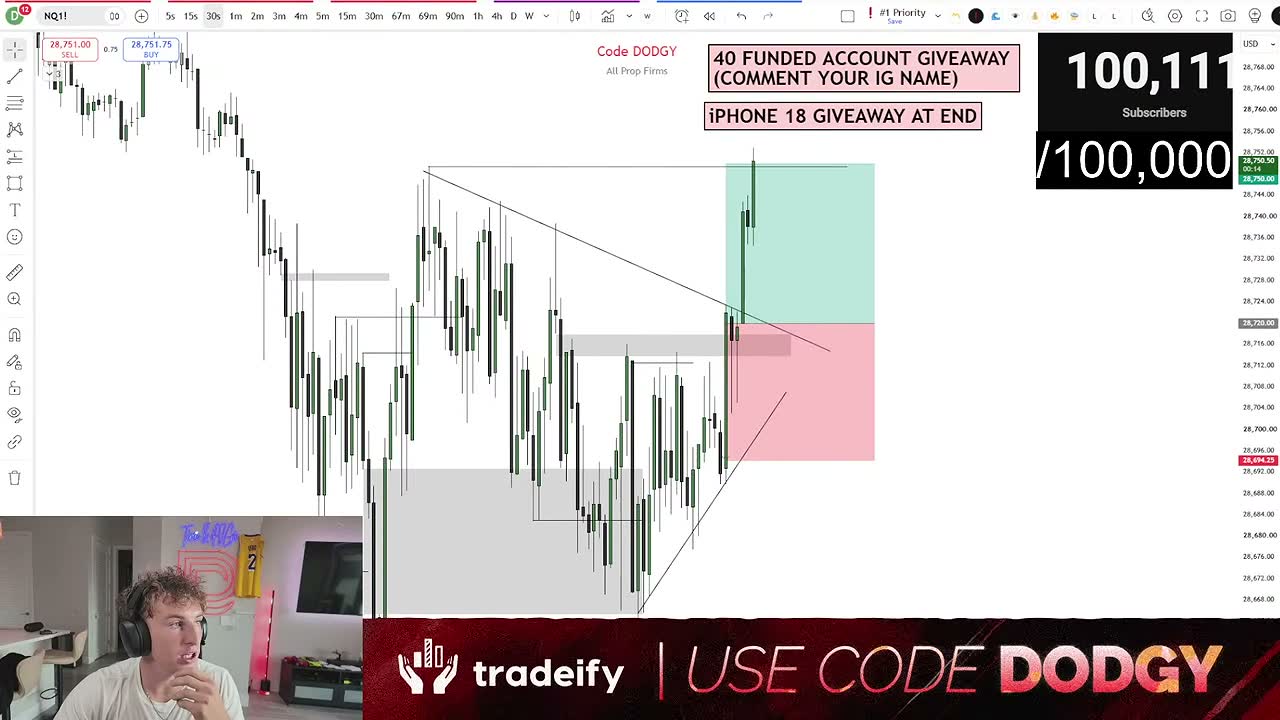 D
12
NQ1!
5s
15s
30s
1m
2m
3m
4m
5m
15m
30m
67m
69m
90m
1h
4h
D
W
w
#1 Priority
Save
L
L
28,751.00
SELL
0.75
28,751.75
BUY
3
Code DODGY
All Prop Firms
40 FUNDED ACCOUNT GIVEAWAY
(COMMENT YOUR IG NAME)
iPHONE 18 GIVEAWAY AT END
100,111
Subscribers
/100,000
USD
28,768.00
28,764.00
28,760.00
28,756.00
28,752.00
28,750.50
00:14
28,750.00
28,744.00
28,740.00
28,736.00
28,732.00
28,728.00
28,724.00
28,720.00
28,716.00
28,712.00
28,708.00
28,704.00
28,700.00
28,696.00
28,694.25
28,692.00
28,688.00
28,684.00
28,680.00
28,676.00
28,672.00
28,668.00
2
tradeify
USE CODE DODGY